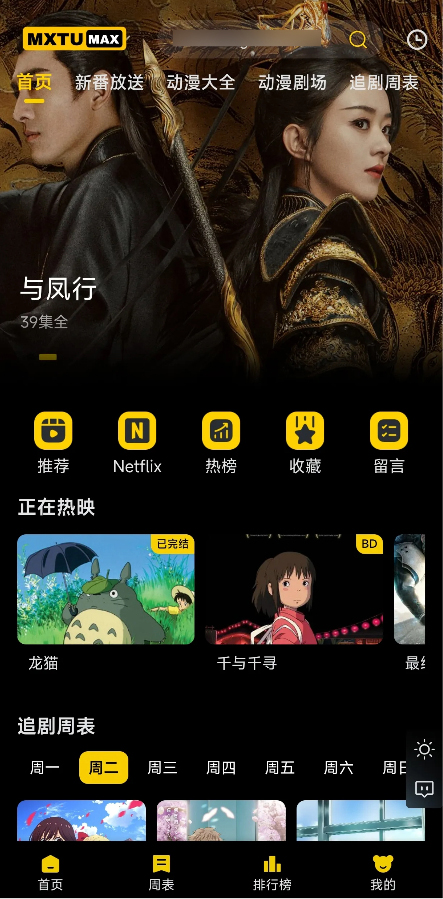 MXTU MAX
首页 新番放送 动漫大全 动漫剧场 追剧周表
与凤行
39集全
推荐 Netflix 热榜 收藏 留言
正在热映
已完结 BD
龙猫 千与千寻 最
追剧周表
周一 周二 周三 周四 周五 周六 周日
首页 周表 排行榜 我的